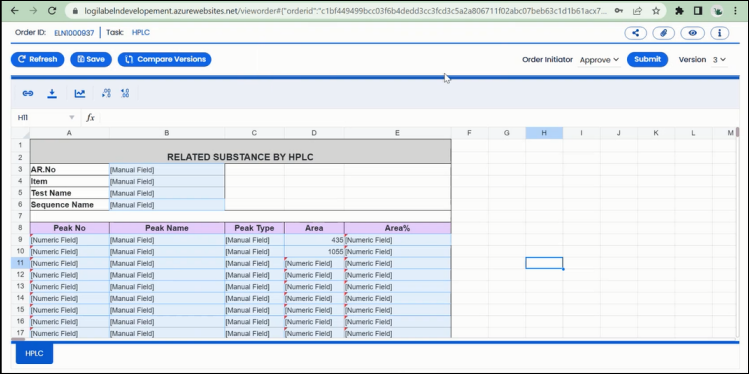 logilabelndevelopement.azurewebsites.net/vieworder#{"orderid":"c1bf449499bcc03f6b4dedd3cc3fcd3c5a2a806711f02abc07beb63c1d1b61acx7...
Order ID: ELN1000937 Task: HPLC
Refresh Save Compare Versions Order Initiator Approve Submit Version 3
H11 fx
A B C D E F G H I J K L M
1
2 RELATED SUBSTANCE BY HPLC
3 AR.No [Manual Field]
4 Item [Manual Field]
5 Test Name [Manual Field]
6 Sequence Name [Manual Field]
7
8 Peak No Peak Name Peak Type Area Area%
9 [Numeric Field] [Manual Field] [Manual Field] 435 [Numeric Field]
10 [Numeric Field] [Manual Field] [Manual Field] 1055 [Numeric Field]
11 [Numeric Field] [Manual Field] [Manual Field] [Numeric Field] [Numeric Field]
12 [Numeric Field] [Manual Field] [Manual Field] [Numeric Field] [Numeric Field]
13 [Numeric Field] [Manual Field] [Manual Field] [Numeric Field] [Numeric Field]
14 [Numeric Field] [Manual Field] [Manual Field] [Numeric Field] [Numeric Field]
15 [Numeric Field] [Manual Field] [Manual Field] [Numeric Field] [Numeric Field]
16 [Numeric Field] [Manual Field] [Manual Field] [Numeric Field] [Numeric Field]
17 [Numeric Field] [Manual Field] [Manual Field] [Numeric Field] [Numeric Field]
HPLC